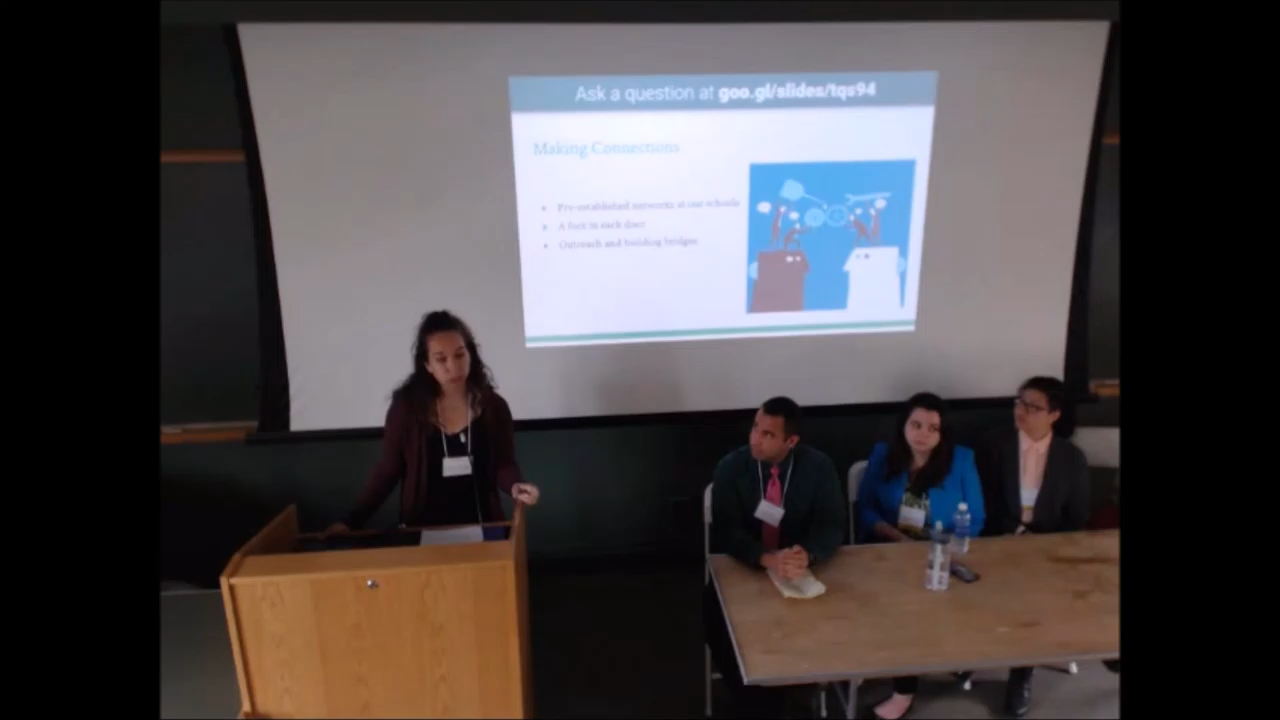 Ask a question at goo.gl/slides/tqs94
Making Connections
Pre-established networks at our schools
A foot in each door
Outreach and building bridges